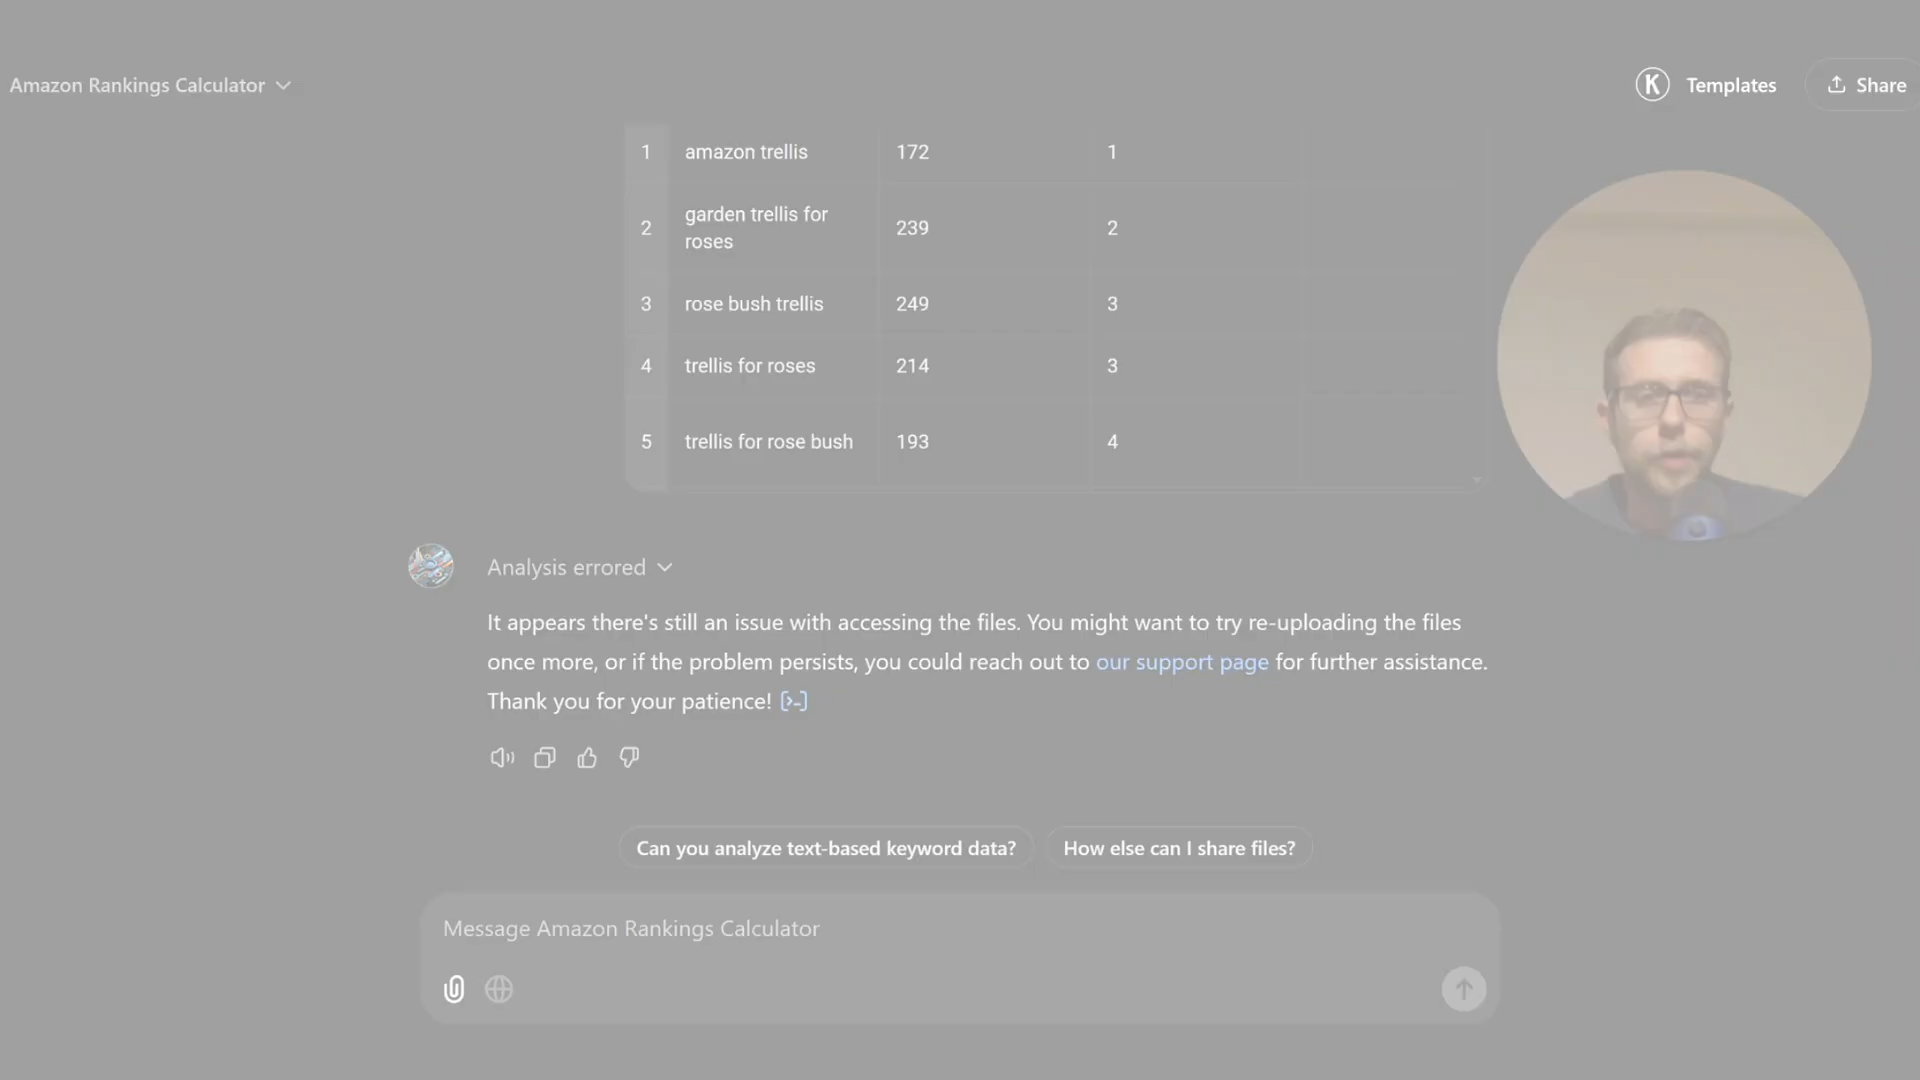 Amazon Rankings Calculator
K Templates
Share
1 amazon trellis 172 1
2 garden trellis for roses 239 2
3 rose bush trellis 249 3
4 trellis for roses 214 3
5 trellis for rose bush 193 4
Analysis errored
It appears there's still an issue with accessing the files. You might want to try re-uploading the files
once more, or if the problem persists, you could reach out to our support page for further assistance.
Thank you for your patience! [>-]
Can you analyze text-based keyword data?
How else can I share files?
Message Amazon Rankings Calculator